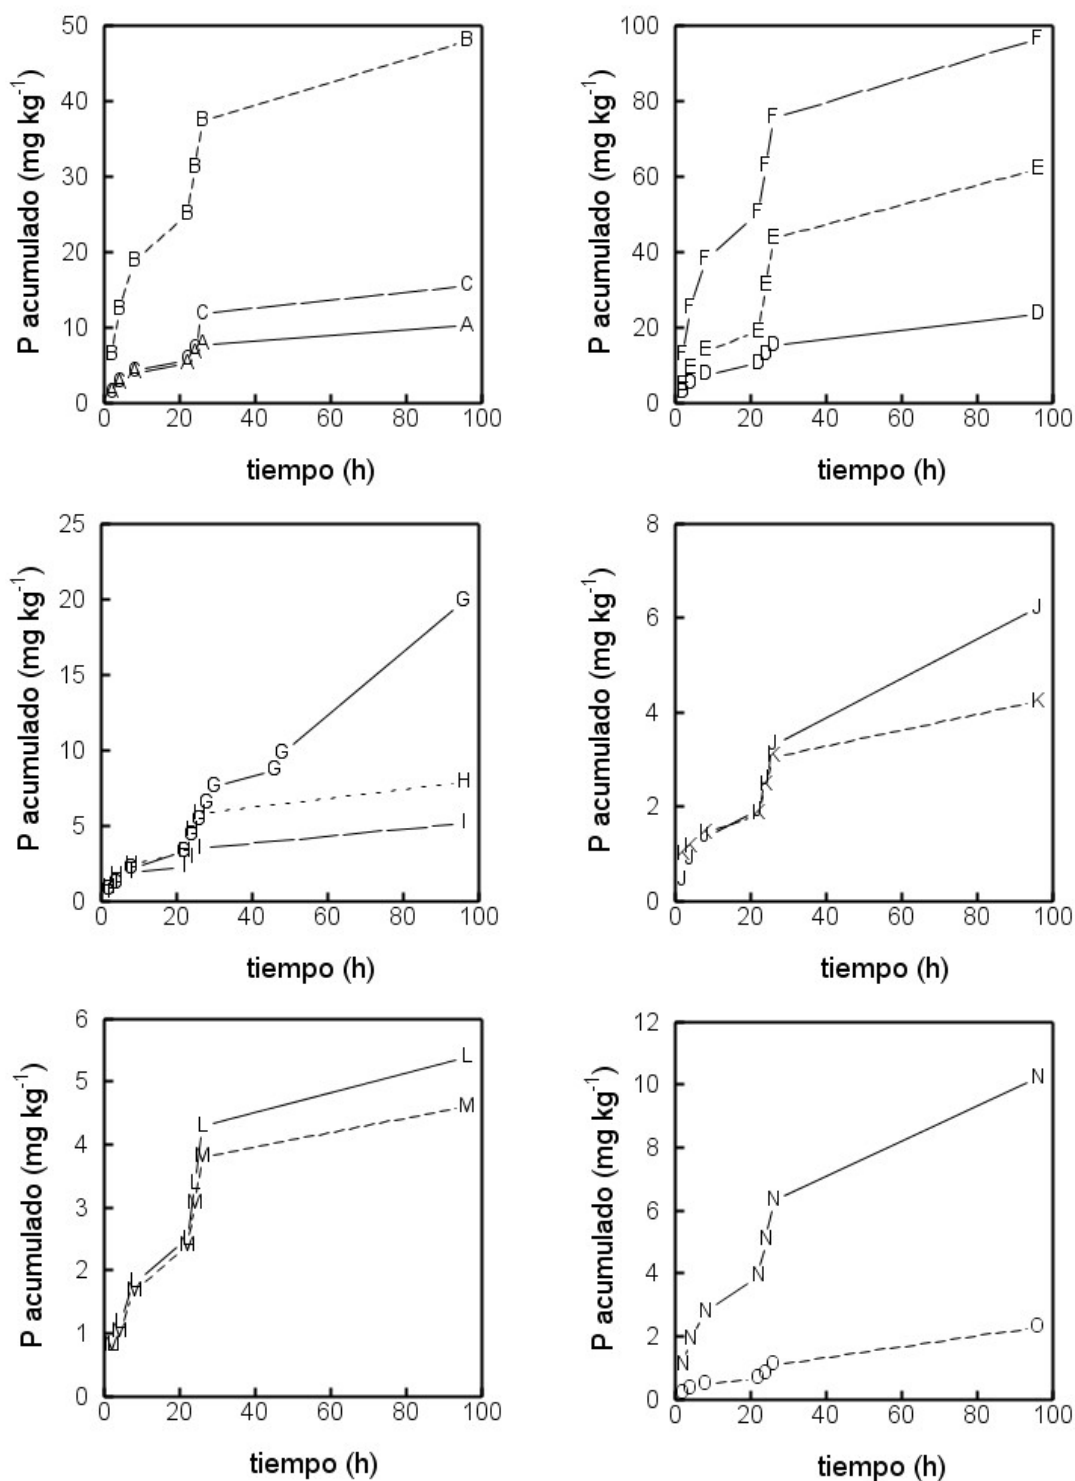 P acumulado (mg kg⁻¹)
50
40
30
20
10
0
B
B
B
B
B
B
B
C
C
A
A
0 20 40 60 80 100
tiempo (h)
P acumulado (mg kg⁻¹)
100
80
60
40
20
0
F
F
F
F
F
F
F
E
E
E
E
E
E
D
D
D
D
D
D
D
0 20 40 60 80 100
tiempo (h)
P acumulado (mg kg⁻¹)
25
20
15
10
5
0
G
G
G
G
G
G
H
I
I
0 20 40 60 80 100
tiempo (h)
P acumulado (mg kg⁻¹)
8
6
4
2
0
J
J
K
K
0 20 40 60 80 100
tiempo (h)
P acumulado (mg kg⁻¹)
6
5
4
3
2
1
0
L
L
L
M
M
M
M
M
0 20 40 60 80 100
tiempo (h)
P acumulado (mg kg⁻¹)
12
10
8
6
4
2
0
N
N
N
N
N
N
N
O
O
O
O
O
O
O
0 20 40 60 80 100
tiempo (h)